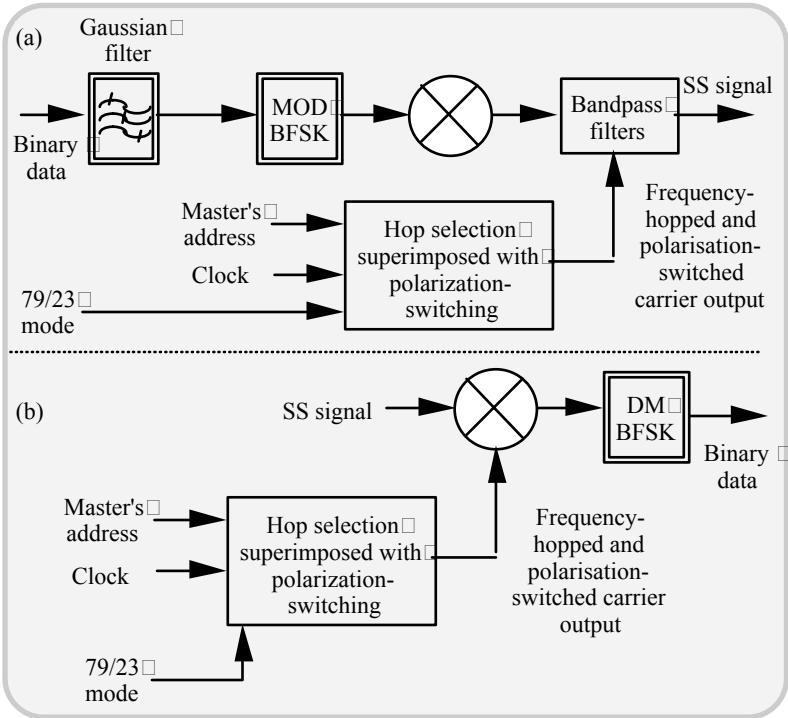 (a)
Gaussian
filter
Binary
data
MOD
BFSK
Bandpass
filters
SS signal
Master's
address
Clock
79/23
mode
Hop selection
superimposed with
polarization-
switching
Frequency-
hopped and
polarisation-
switched
carrier output
(b)
SS signal
DM
BFSK
Binary
data
Master's
address
Clock
79/23
mode
Hop selection
superimposed with
polarization-
switching
Frequency-
hopped and
polarisation-
switched carrier
output